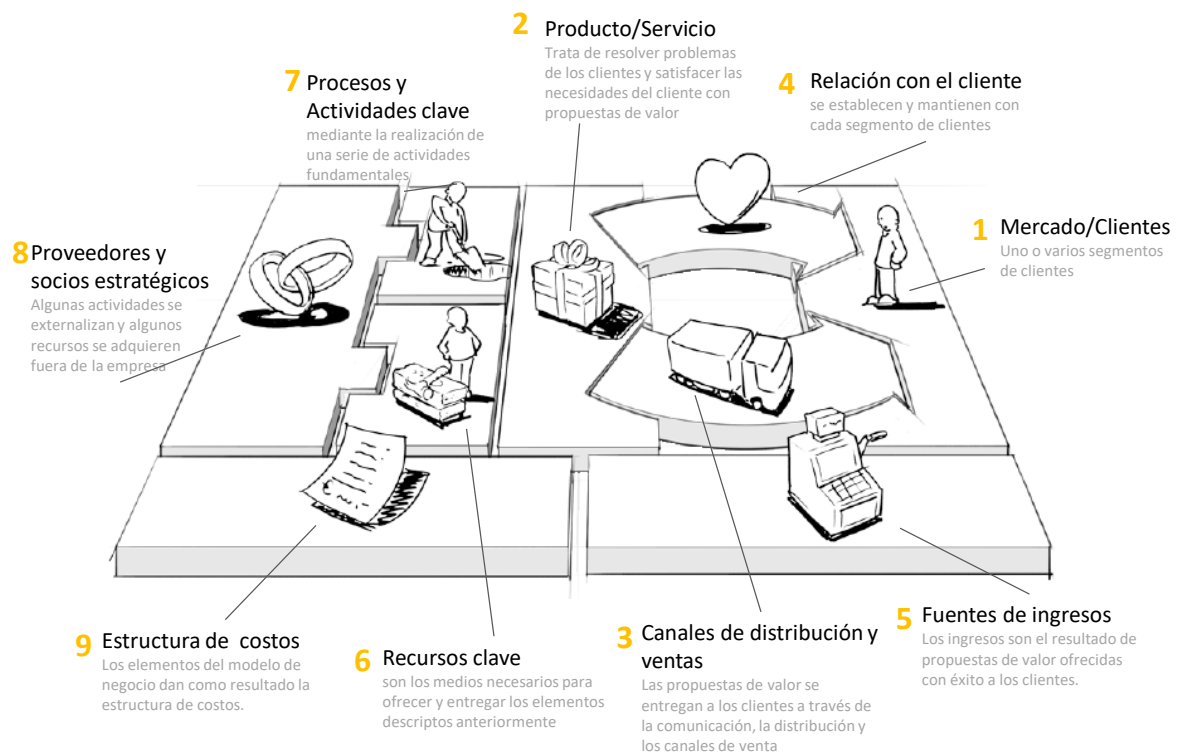 2 Producto/Servicio
Trata de resolver problemas
de los clientes y satisfacer las
necesidades del cliente con
propuestas de valor
7 Procesos y
Actividades clave
mediante la realización de
una serie de actividades
fundamentales
4 Relación con el cliente
se establecen y mantienen con
cada segmento de clientes
1 Mercado/Clientes
Uno o varios segmentos
de clientes
8 Proveedores y
socios estratégicos
Algunas actividades se
externalizan y algunos
recursos se adquieren
fuera de la empresa
9 Estructura de costos
Los elementos del modelo de
negocio dan como resultado la
estructura de costos.
6 Recursos clave
son los medios necesarios para
ofrecer y entregar los elementos
descriptos anteriormente
3 Canales de distribución y
ventas
Las propuestas de valor se
entregan a los clientes a través de
la comunicación, la distribución y
los canales de venta
5 Fuentes de ingresos
Los ingresos son el resultado de
propuestas de valor ofrecidas
con éxito a los clientes.